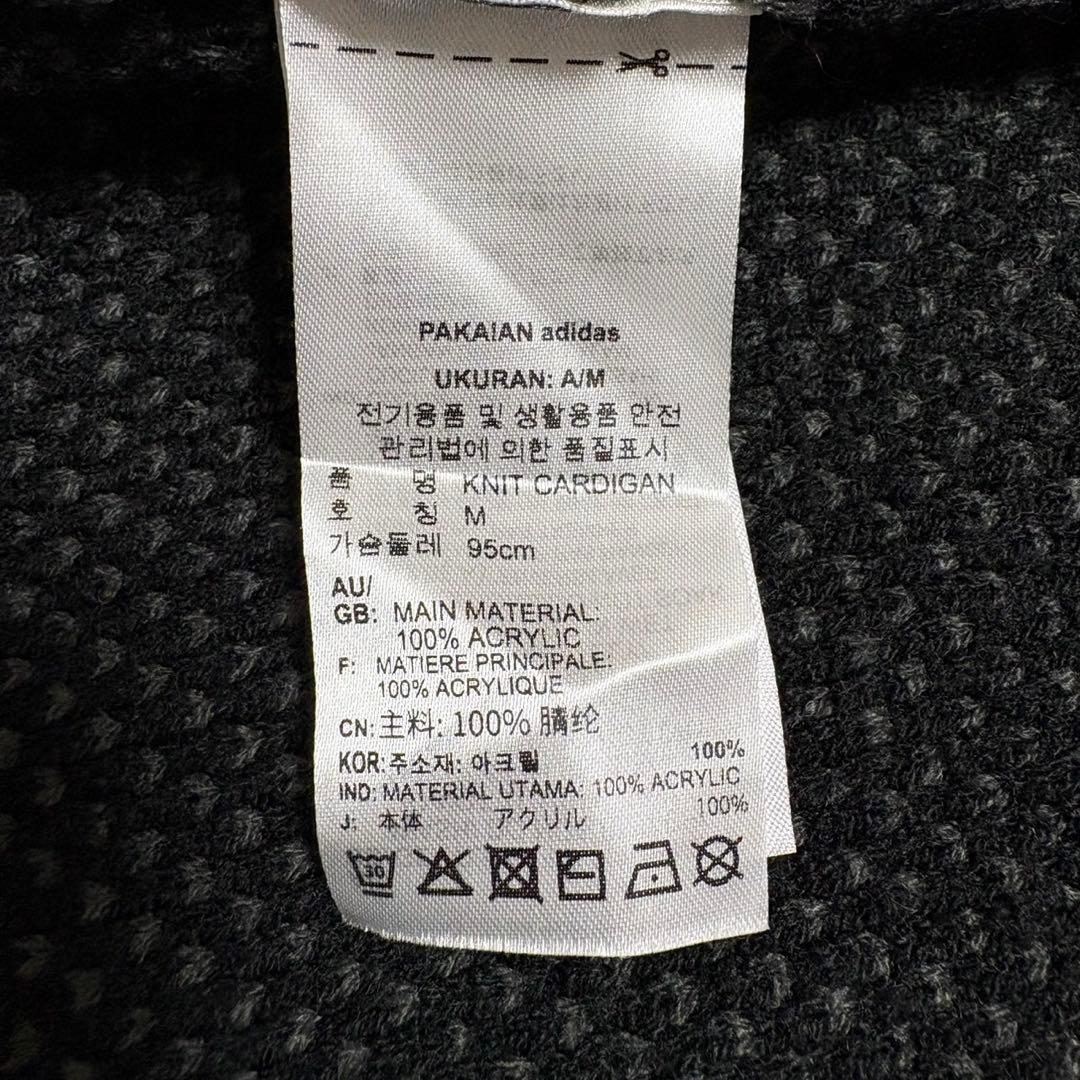 PAKAIAN adidas
UKURAN: A/M
전기용품 및 생활용품 안전
관리법에 의한 품질표시
품 명 KNIT CARDIGAN
호 칭 M
가슴둘레 95cm
AU/
GB: MAIN MATERIAL:
100% ACRYLIC
F: MATIERE PRINCIPALE:
100% ACRYLIQUE
CN: 主料: 100% 腈纶
KOR: 주소재: 아크릴 100%
IND: MATERIAL UTAMA: 100% ACRYLIC
J: 本体 アクリル 100%
30